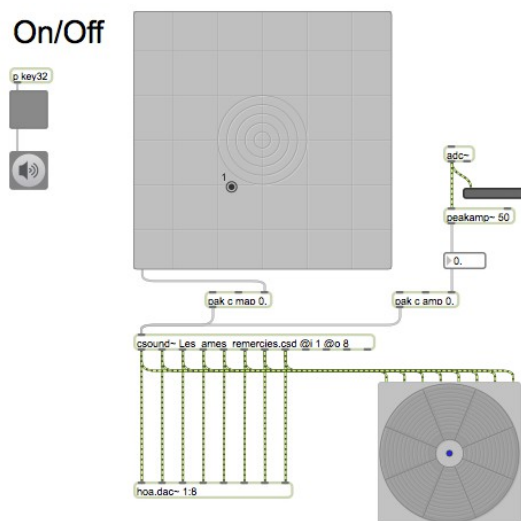 On/Off
p key32
1
adc~
peakamp~ 50
0.
pak c map 0.
pak c amp 0.
csound~ Les_ames_remercies.csd @i 1 @o 8
hoa.dac~ 1:8